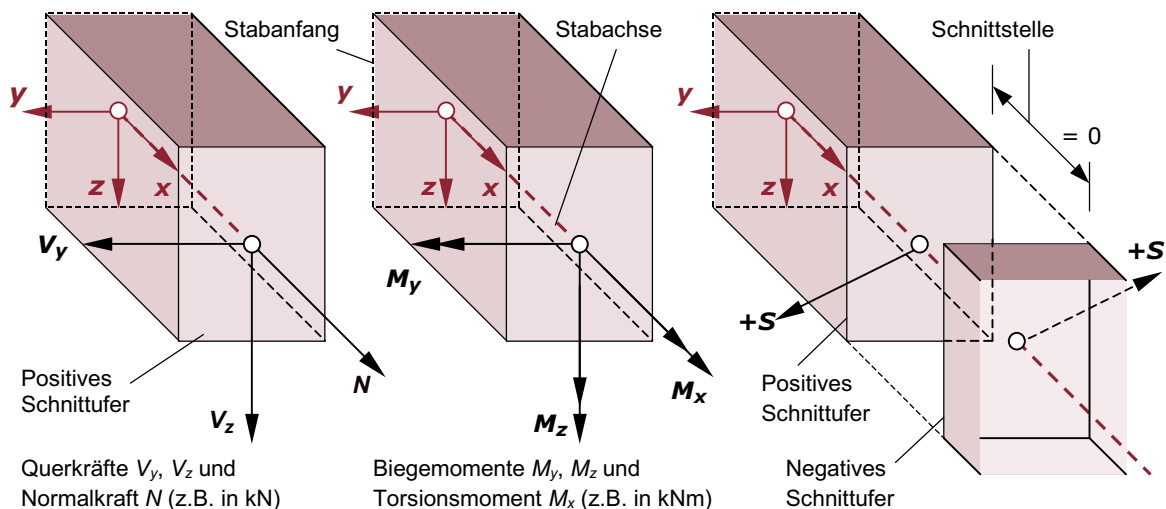 Stabanfang
Stabachse
Schnittstelle
y
z
x
V_y
V_z
N
Positives
Schnittufer
Querkräfte V_y, V_z und
Normalkraft N (z.B. in kN)
y
z
x
M_y
M_z
M_x
Biegemomente M_y, M_z und
Torsionsmoment M_x (z.B. in kNm)
y
z
x
= 0
+S
+S
Positives
Schnittufer
Negatives
Schnittufer